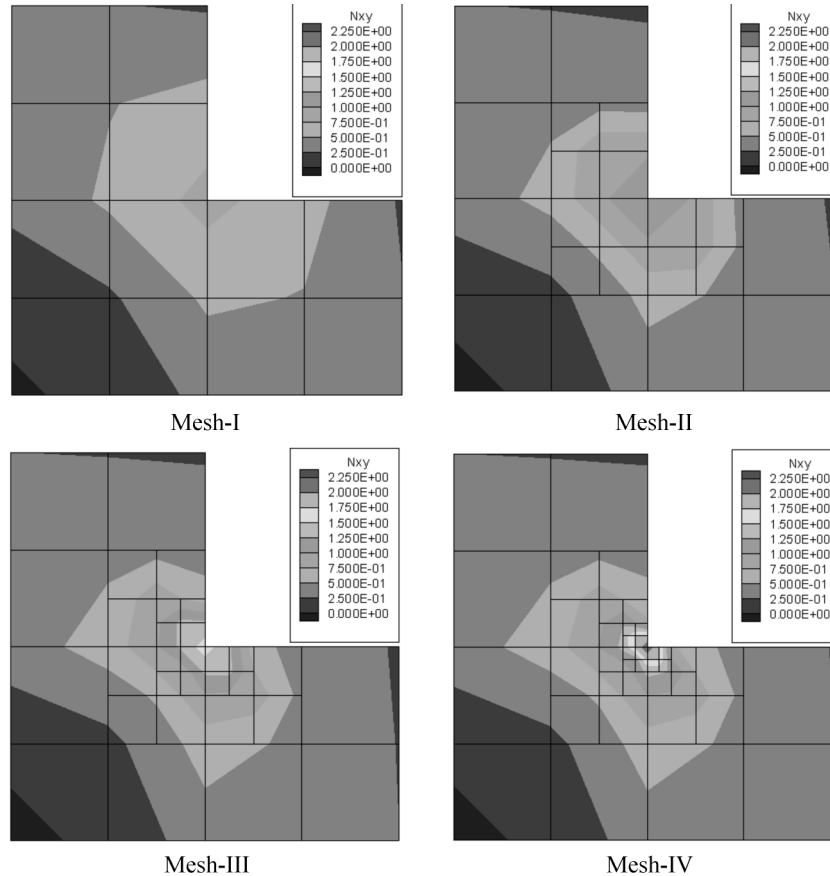 Nxy
2.250E+00
2.000E+00
1.750E+00
1.500E+00
1.250E+00
1.000E+00
7.500E-01
5.000E-01
2.500E-01
0.000E+00
Mesh-I
Nxy
2.250E+00
2.000E+00
1.750E+00
1.500E+00
1.250E+00
1.000E+00
7.500E-01
5.000E-01
2.500E-01
0.000E+00
Mesh-II
Nxy
2.250E+00
2.000E+00
1.750E+00
1.500E+00
1.250E+00
1.000E+00
7.500E-01
5.000E-01
2.500E-01
0.000E+00
Mesh-III
Nxy
2.250E+00
2.000E+00
1.750E+00
1.500E+00
1.250E+00
1.000E+00
7.500E-01
5.000E-01
2.500E-01
0.000E+00
Mesh-IV